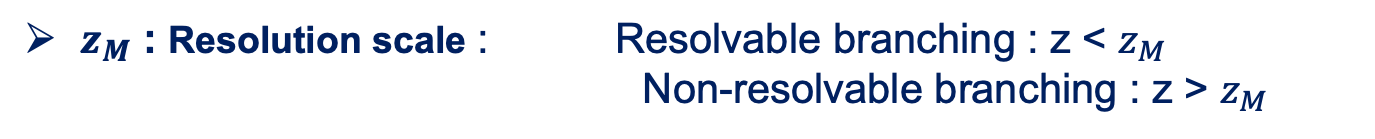 ➢ z_M : Resolution scale : Resolvable branching : z < z_M
Non-resolvable branching : z > z_M